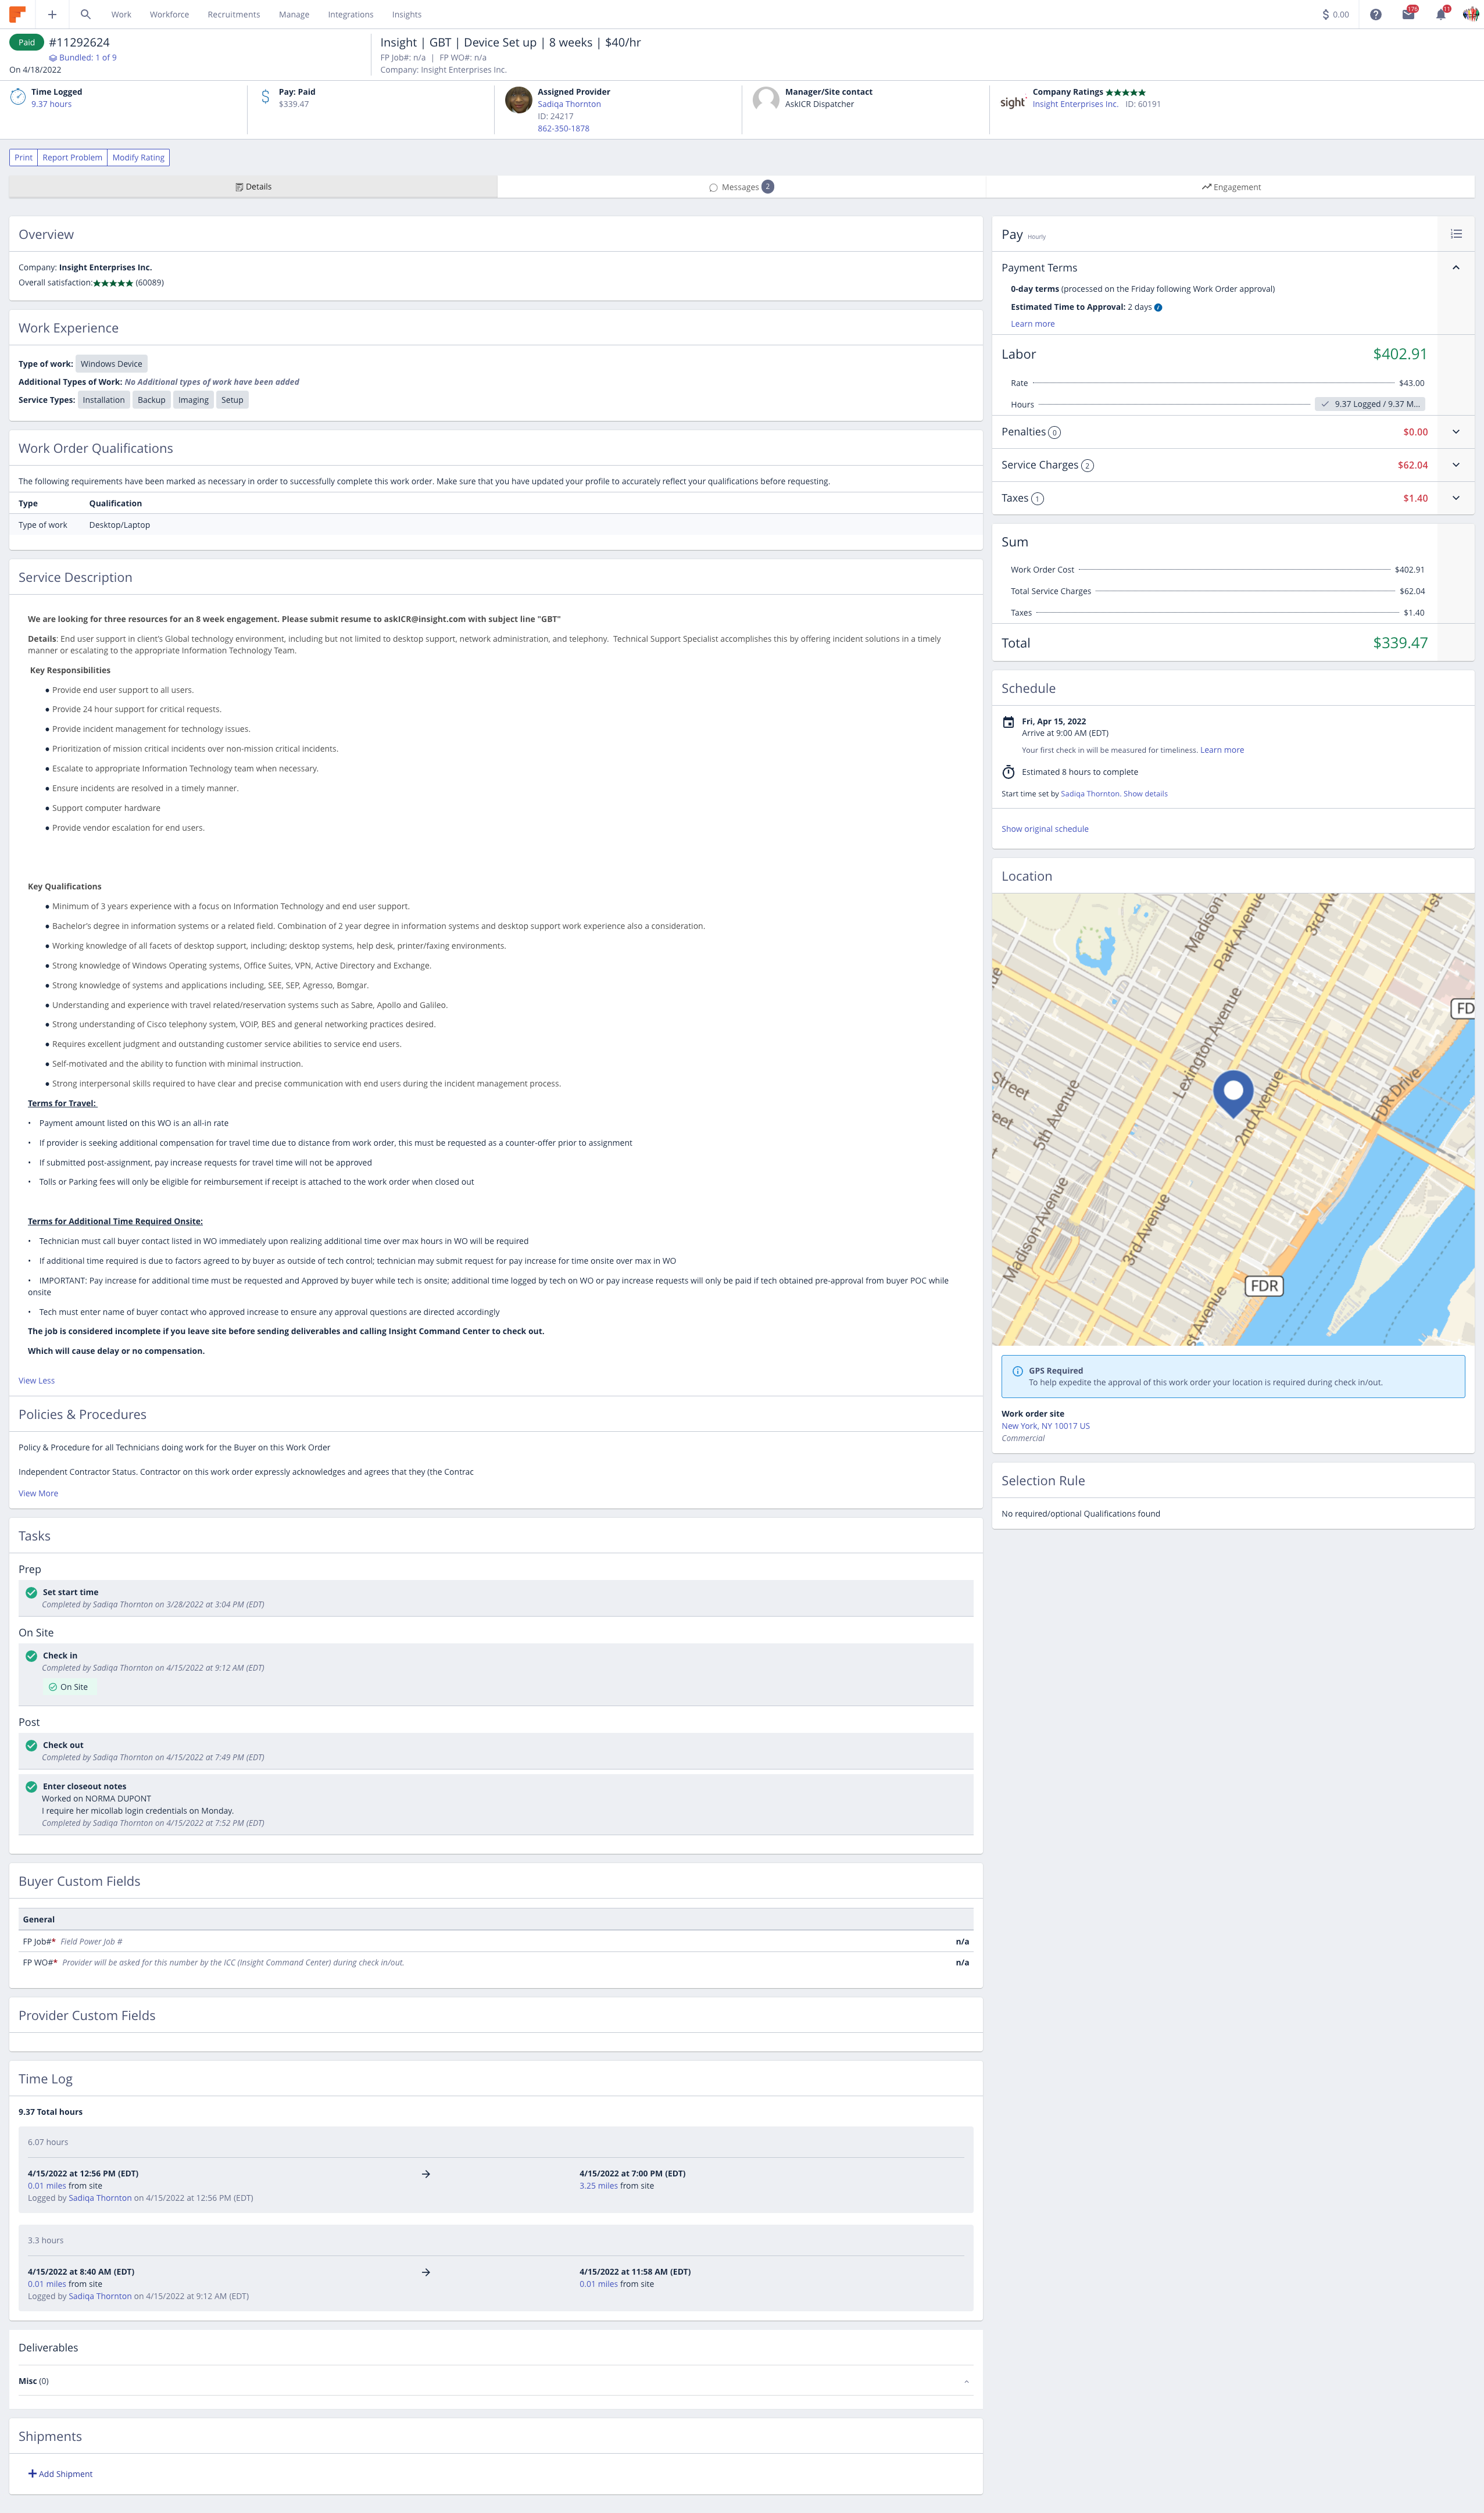 Work
Workforce
Recruitments
Manage
Integrations
Insights
0.00
176
11
Paid
#11292624
Bundled: 1 of 9
On 4/18/2022
Insight | GBT | Device Set up | 8 weeks | $40/hr
FP Job#: n/a | FP WO#: n/a
Company: Insight Enterprises Inc.
Time Logged
9.37 hours
Pay: Paid
$339.47
Assigned Provider
Sadiqa Thornton
ID: 24217
862-350-1878
Manager/Site contact
AskICR Dispatcher
sight
Company Ratings ★★★★★
Insight Enterprises Inc. ID: 60191
Print
Report Problem
Modify Rating
Details
Messages 2
Engagement
Overview
Company: Insight Enterprises Inc.
Overall satisfaction:★★★★★ (60089)
Work Experience
Type of work: Windows Device
Additional Types of Work: No Additional types of work have been added
Service Types: Installation Backup Imaging Setup
Work Order Qualifications
The following requirements have been marked as necessary in order to successfully complete this work order. Make sure that you have updated your profile to accurately reflect your qualifications before requesting.
Type Qualification
Type of work Desktop/Laptop
Service Description
We are looking for three resources for an 8 week engagement. Please submit resume to askICR@insight.com with subject line "GBT"
Details: End user support in client's Global technology environment, including but not limited to desktop support, network administration, and telephony. Technical Support Specialist accomplishes this by offering incident solutions in a timely
manner or escalating to the appropriate Information Technology Team.
Key Responsibilities
● Provide end user support to all users.
● Provide 24 hour support for critical requests.
● Provide incident management for technology issues.
● Prioritization of mission critical incidents over non-mission critical incidents.
● Escalate to appropriate Information Technology team when necessary.
● Ensure incidents are resolved in a timely manner.
● Support computer hardware
● Provide vendor escalation for end users.
Key Qualifications
● Minimum of 3 years experience with a focus on Information Technology and end user support.
● Bachelor's degree in information systems or a related field. Combination of 2 year degree in information systems and desktop support work experience also a consideration.
● Working knowledge of all facets of desktop support, including; desktop systems, help desk, printer/faxing environments.
● Strong knowledge of Windows Operating systems, Office Suites, VPN, Active Directory and Exchange.
● Strong knowledge of systems and applications including, SEE, SEP, Agresso, Bomgar.
● Understanding and experience with travel related/reservation systems such as Sabre, Apollo and Galileo.
● Strong understanding of Cisco telephony system, VOIP, BES and general networking practices desired.
● Requires excellent judgment and outstanding customer service abilities to service end users.
● Self-motivated and the ability to function with minimal instruction.
● Strong interpersonal skills required to have clear and precise communication with end users during the incident management process.
Terms for Travel:
• Payment amount listed on this WO is an all-in rate
• If provider is seeking additional compensation for travel time due to distance from work order, this must be requested as a counter-offer prior to assignment
• If submitted post-assignment, pay increase requests for travel time will not be approved
• Tolls or Parking fees will only be eligible for reimbursement if receipt is attached to the work order when closed out
Terms for Additional Time Required Onsite:
• Technician must call buyer contact listed in WO immediately upon realizing additional time over max hours in WO will be required
• If additional time required is due to factors agreed to by buyer as outside of tech control; technician may submit request for pay increase for time onsite over max in WO
• IMPORTANT: Pay increase for additional time must be requested and Approved by buyer while tech is onsite; additional time logged by tech on WO or pay increase requests will only be paid if tech obtained pre-approval from buyer POC while
onsite
• Tech must enter name of buyer contact who approved increase to ensure any approval questions are directed accordingly
The job is considered incomplete if you leave site before sending deliverables and calling Insight Command Center to check out.
Which will cause delay or no compensation.
View Less
Policies & Procedures
Policy & Procedure for all Technicians doing work for the Buyer on this Work Order
Independent Contractor Status. Contractor on this work order expressly acknowledges and agrees that they (the Contrac
View More
Tasks
Prep
Set start time
Completed by Sadiqa Thornton on 3/28/2022 at 3:04 PM (EDT)
On Site
Check in
Completed by Sadiqa Thornton on 4/15/2022 at 9:12 AM (EDT)
On Site
Post
Check out
Completed by Sadiqa Thornton on 4/15/2022 at 7:49 PM (EDT)
Enter closeout notes
Worked on NORMA DUPONT
I require her micollab login credentials on Monday.
Completed by Sadiqa Thornton on 4/15/2022 at 7:52 PM (EDT)
Buyer Custom Fields
General
FP Job#* Field Power Job # n/a
FP WO#* Provider will be asked for this number by the ICC (Insight Command Center) during check in/out. n/a
Provider Custom Fields
Time Log
9.37 Total hours
6.07 hours
4/15/2022 at 12:56 PM (EDT) → 4/15/2022 at 7:00 PM (EDT)
0.01 miles from site 3.25 miles from site
Logged by Sadiqa Thornton on 4/15/2022 at 12:56 PM (EDT)
3.3 hours
4/15/2022 at 8:40 AM (EDT) → 4/15/2022 at 11:58 AM (EDT)
0.01 miles from site 0.01 miles from site
Logged by Sadiqa Thornton on 4/15/2022 at 9:12 AM (EDT)
Deliverables
Misc (0)
Shipments
Add Shipment
Pay Hourly
Payment Terms
0-day terms (processed on the Friday following Work Order approval)
Estimated Time to Approval: 2 days
Learn more
Labor $402.91
Rate $43.00
Hours 9.37 Logged / 9.37 M...
Penalties 0 $0.00
Service Charges 2 $62.04
Taxes 1 $1.40
Sum
Work Order Cost $402.91
Total Service Charges $62.04
Taxes $1.40
Total $339.47
Schedule
Fri, Apr 15, 2022
Arrive at 9:00 AM (EDT)
Your first check in will be measured for timeliness. Learn more
Estimated 8 hours to complete
Start time set by Sadiqa Thornton. Show details
Show original schedule
Location
Madison
Park Avenue
3rd Ave
1st
Lexington Avenue
FD
Street
5th Avenue
2nd Avenue
FDR Drive
Madison Avenue
3rd Avenue
FDR
st Avenue
GPS Required
To help expedite the approval of this work order your location is required during check in/out.
Work order site
New York, NY 10017 US
Commercial
Selection Rule
No required/optional Qualifications found